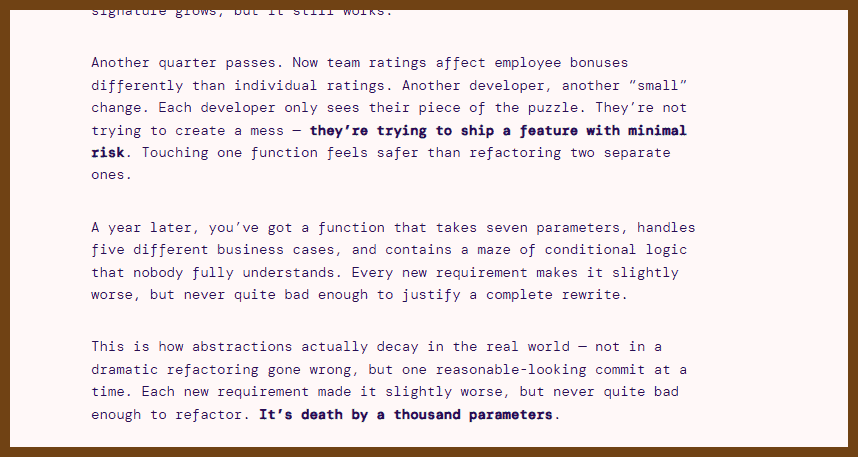 signature grows, but it still works.
Another quarter passes. Now team ratings affect employee bonuses
differently than individual ratings. Another developer, another “small”
change. Each developer only sees their piece of the puzzle. They’re not
trying to create a mess — they’re trying to ship a feature with minimal
risk. Touching one function feels safer than refactoring two separate
ones.
A year later, you’ve got a function that takes seven parameters, handles
five different business cases, and contains a maze of conditional logic
that nobody fully understands. Every new requirement makes it slightly
worse, but never quite bad enough to justify a complete rewrite.
This is how abstractions actually decay in the real world — not in a
dramatic refactoring gone wrong, but one reasonable-looking commit at a
time. Each new requirement made it slightly worse, but never quite bad
enough to refactor. It’s death by a thousand parameters.